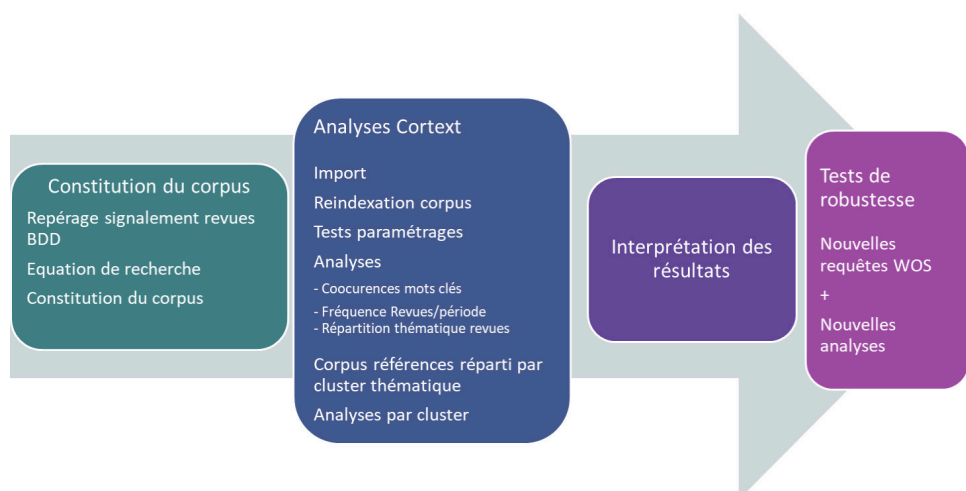 Constitution du corpus
Repérage signalement revues
BDD
Equation de recherche
Constitution du corpus
Analyses Cortext
Import
Reindexation corpus
Tests paramétrages
Analyses
- Coocurences mots clés
- Fréquence Revues/période
- Répartition thématique revues
Corpus références réparti par
cluster thématique
Analyses par cluster
Interprétation des
résultats
Tests de
robustesse
Nouvelles
requêtes WOS
+
Nouvelles
analyses